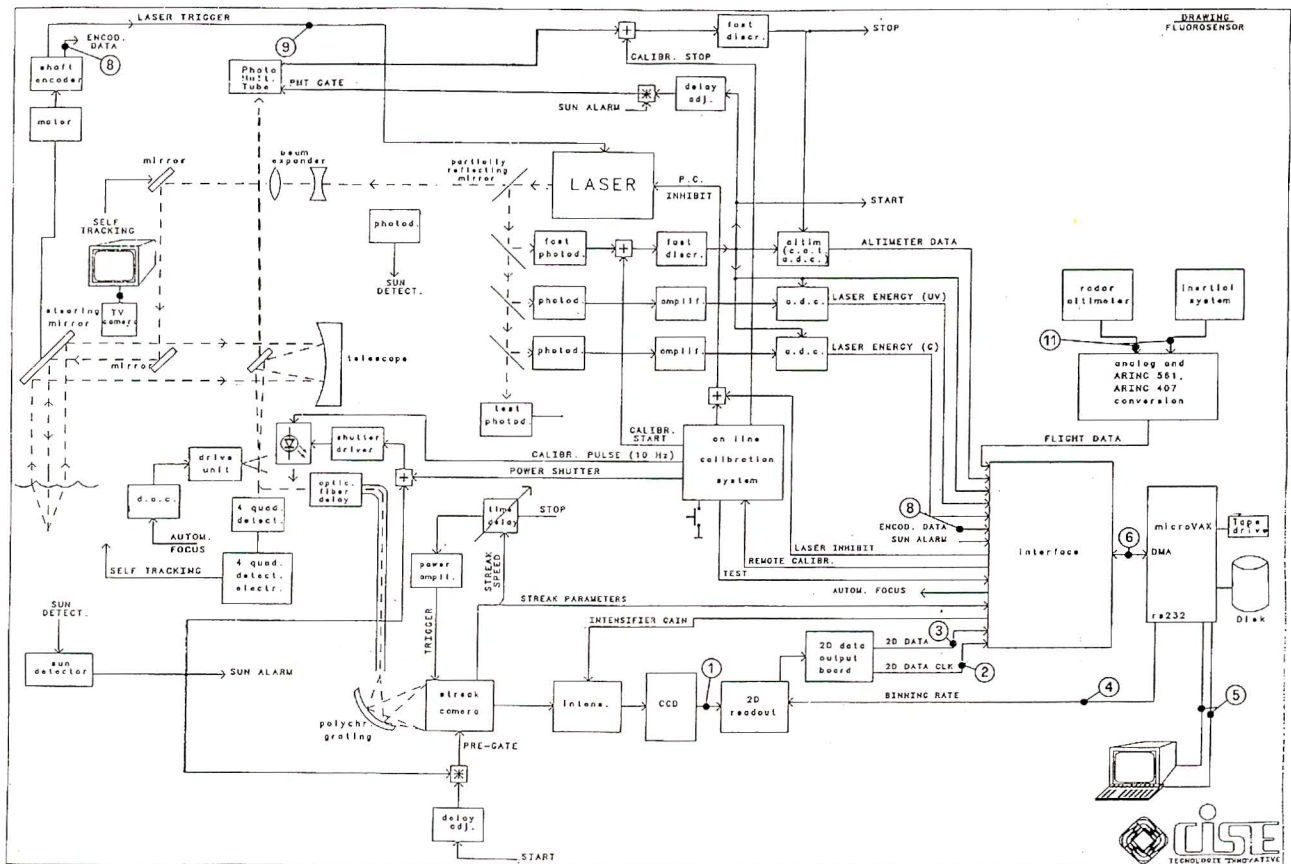 DRAWING
FLUOROSENSOR
LASER TRIGGER
ENCOD.
DATA
8
9
shaft
encoder
motor
Photo
Mult.
Tube
PMT GATE
+
fast
discr.
STOP
CALIBR. STOP
SUN ALARM
*
delay
adj.
mirror
beam
expander
partially
reflecting
mirror
LASER
P.C.
INHIBIT
START
SELF
TRACKING
TV
camera
steering
mirror
photod.
SUN
DETECT.
fast
photod.
+
fast
discr.
altim
(c.a.t.
a.d.c.)
ALTIMETER DATA
photod.
amplif.
a.d.c.
LASER ENERGY (UV)
photod.
amplif.
a.d.c.
LASER ENERGY (G)
radar
altimeter
inertial
system
11
analog and
ARINC 561,
ARINC 407
conversion
FLIGHT DATA
mirror
telescope
test
photod.
+
CALIBR.
START
on line
calibration
system
CALIBR. PULSE (10 Hz)
POWER SHUTTER
shutter
driver
+
drive
unit
d.a.c.
AUTOM.
FOCUS
optic.
fiber
delay
4 quad.
detect.
4 quad.
detect.
electr.
SELF TRACKING
time
delay
STOP
power
amplif.
STREAK
SPEED
TRIGGER
8
ENCOD. DATA
SUN ALARM
LASER INHIBIT
REMOTE CALIBR.
TEST
AUTOM. FOCUS
STREAK PARAMETERS
INTENSIFIER GAIN
interface
6
microVAX
DMA
rs232
Tape
drive
Disk
SUN
DETECT.
sun
detector
SUN ALARM
polychr.
grating
streak
camera
PRE-GATE
*
delay
adj.
START
Intens.
CCD
1
2D
readout
2D data
output
board
2D DATA
3
2D DATA CLK
2
BINNING RATE
4
5
CISE
TECNOLOGIE INNOVATIVE